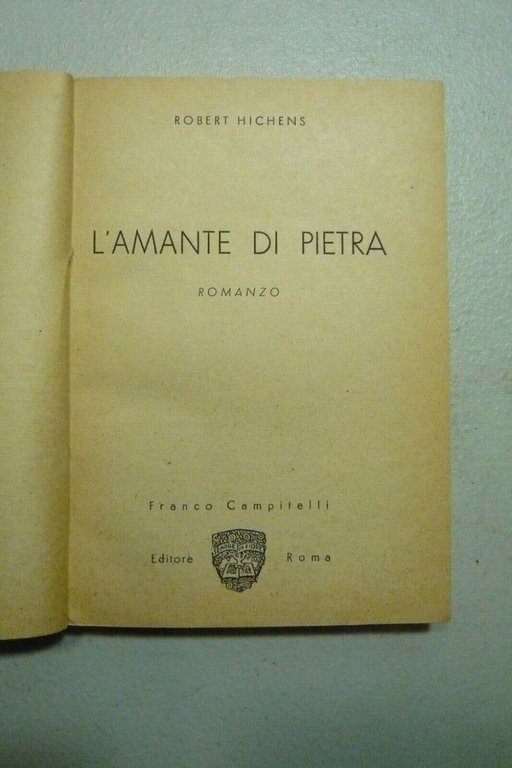 ROBERT HICHENS
L'AMANTE DI PIETRA
ROMANZO
Franco Campitelli
Editore Roma